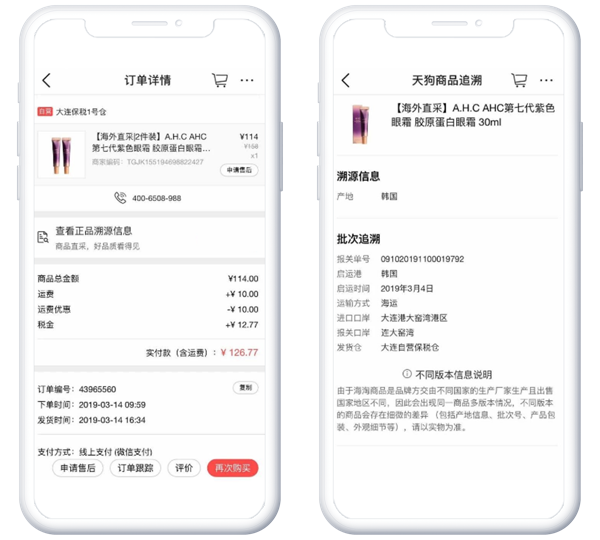 订单详情
自营 大连保税1号仓
【海外直采|2件装】A.H.C AHC
第七代紫色眼霜 胶原蛋白眼霜...
商家编码：TGJK155194698822427
¥114
¥168
x1
申请售后
400-6508-988
查看正品溯源信息
商品直采，好品质看得见
商品总金额 ¥114.00
运费 +¥ 10.00
运费优惠 -¥ 10.00
税金 +¥ 12.77
实付款（含运费）：¥ 126.77
订单编号：43965560 复制
下单时间：2019-03-14 09:59
发货时间：2019-03-14 16:34
支付方式：线上支付 (微信支付)
申请售后 订单跟踪 评价 再次购买
天狗商品追溯
【海外直采】A.H.C AHC第七代紫色
眼霜 胶原蛋白眼霜 30ml
溯源信息
产地 韩国
批次追溯
报关单号 091020191100019792
启运港 韩国
启运时间 2019年3月4日
运输方式 海运
进口口岸 大连港大窑湾港区
报关口岸 连大窑湾
发货仓 大连自营保税仓
不同版本信息说明
由于海淘商品是品牌方交由不同国家的生产厂家生产且出售
国家地区不同，因此会出现同一商品多版本情况，不同版本
的商品会存在细微的差异 （包括产地信息、批次号、产品包
装、外观细节等），请以实物为准。